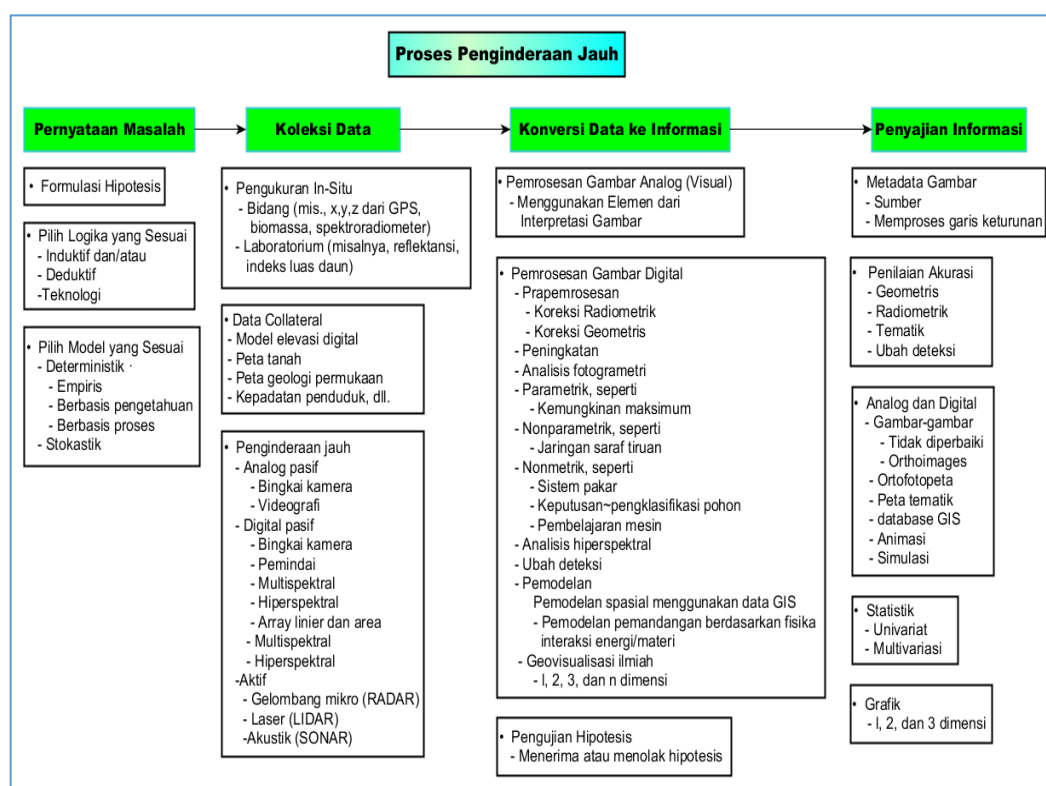 Proses Penginderaan Jauh
Pernyataan Masalah
• Formulasi Hipotesis
• Pilih Logika yang Sesuai
- Induktif dan/atau
- Deduktif
-Teknologi
• Pilih Model yang Sesuai
- Deterministik ·
- Empiris
- Berbasis pengetahuan
- Berbasis proses
- Stokastik
Koleksi Data
• Pengukuran In-Situ
- Bidang (mis., x,y,z dari GPS,
biomassa, spektroradiometer)
- Laboratorium (misalnya, reflektansi,
indeks luas daun)
• Data Collateral
- Model elevasi digital
- Peta tanah
- Peta geologi permukaan
- Kepadatan penduduk, dll.
• Penginderaan jauh
- Analog pasif
- Bingkai kamera
- Videografi
- Digital pasif
- Bingkai kamera
- Pemindai
- Multispektral
- Hiperspektral
- Array linier dan area
- Multispektral
- Hiperspektral
-Aktif
- Gelombang mikro (RADAR)
- Laser (LIDAR)
-Akustik (SONAR)
Konversi Data ke Informasi
• Pemrosesan Gambar Analog (Visual)
- Menggunakan Elemen dari
Interpretasi Gambar
• Pemrosesan Gambar Digital
- Prapemrosesan
- Koreksi Radiometrik
- Koreksi Geometris
- Peningkatan
- Analisis fotogrametri
- Parametrik, seperti
- Kemungkinan maksimum
- Nonparametrik, seperti
- Jaringan saraf tiruan
- Nonmetrik, seperti
- Sistem pakar
- Keputusan~pengklasifikasi pohon
- Pembelajaran mesin
- Analisis hiperspektral
- Ubah deteksi
- Pemodelan
Pemodelan spasial menggunakan data GIS
- Pemodelan pemandangan berdasarkan fisika
interaksi energi/materi
- Geovisualisasi ilmiah
- l, 2, 3, dan n dimensi
• Pengujian Hipotesis
- Menerima atau menolak hipotesis
Penyajian Informasi
• Metadata Gambar
- Sumber
- Memproses garis keturunan
• Penilaian Akurasi
- Geometris
- Radiometrik
- Tematik
- Ubah deteksi
• Analog dan Digital
- Gambar-gambar
- Tidak diperbaiki
- Orthoimages
- Ortofotopeta
- Peta tematik
- database GIS
- Animasi
- Simulasi
• Statistik
- Univariat
- Multivariasi
• Grafik
- l, 2, dan 3 dimensi